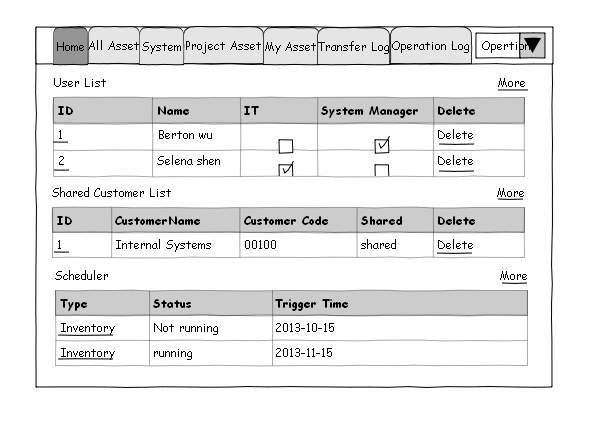 Home All Asset System Project Asset My Asset Transfer Log Operation Log Opertion
User List More
ID Name IT System Manager Delete
1 Berton wu Delete
2 Selena shen Delete
Shared Customer List More
ID CustomerName Customer Code Shared Delete
1 Internal Systems 00100 shared Delete
Scheduler More
Type Status Trigger Time
Inventory Not running 2013-10-15
Inventory running 2013-11-15